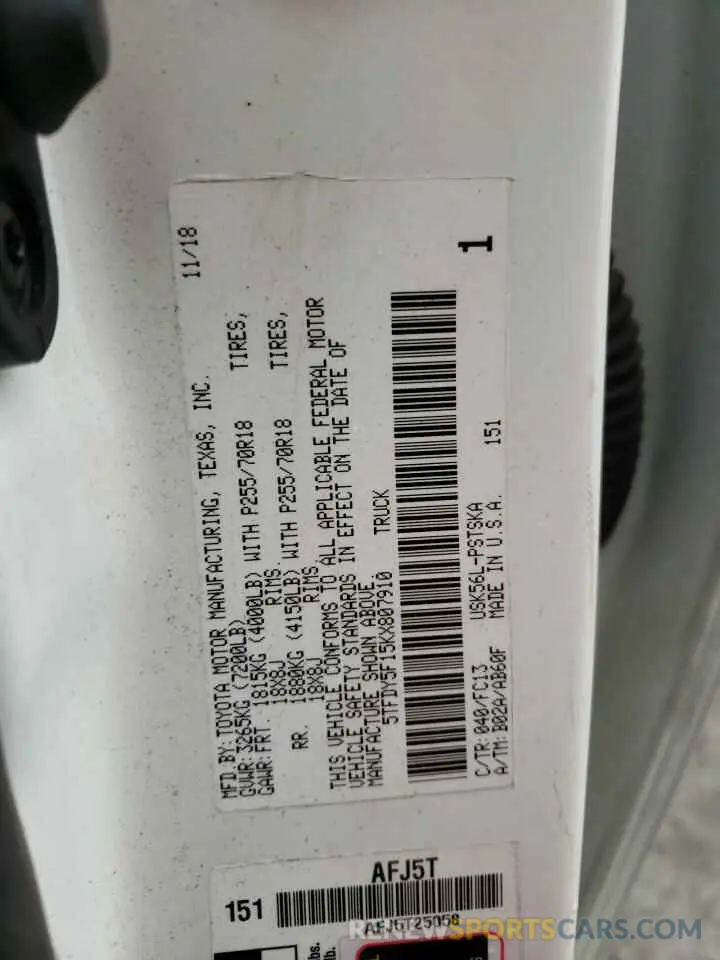 MFD.BY:TOYOTA MOTOR MANUFACTURING, TEXAS, INC. 11/18
GVWR:3265KG (7200LB)
GAWR:FRT. 1815KG (4000LB) WITH P255/70R18 TIRES,
18X8J RIMS.
RR. 1880KG (4150LB) WITH P255/70R18 TIRES,
18X8J RIMS.
THIS VEHICLE CONFORMS TO ALL APPLICABLE FEDERAL MOTOR
VEHICLE SAFETY STANDARDS IN EFFECT ON THE DATE OF
MANUFACTURE SHOWN ABOVE.
5TFDY5F15KX807910 TRUCK
1
C/TR:040/FC13 USK56L-PSTSKA 151
A/TM:B02A/AB60F MADE IN U.S.A.
AFJ5T
151
AFJ5T25058
lbs.
RENEWSPORTSCARS.COM